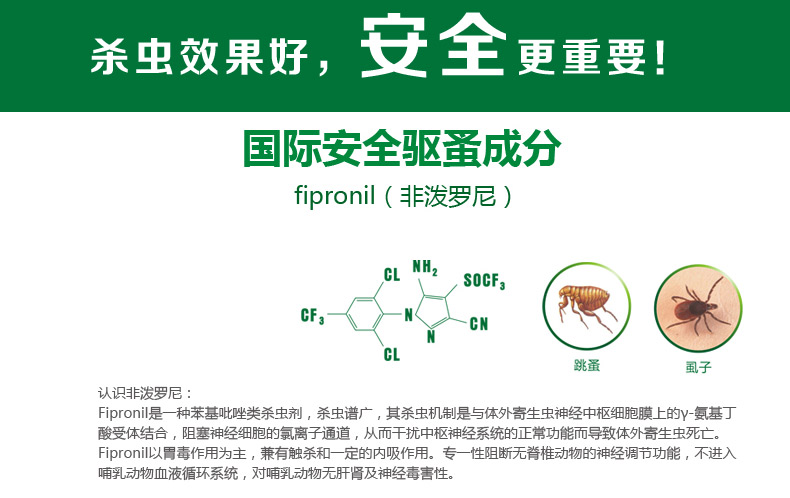 杀虫效果好，安全更重要！
国际安全驱蚤成分
fipronil（非泼罗尼）
CL
NH2
SOCF3
CF3
N
N
CN
CL
跳蚤
虱子
认识非泼罗尼：
Fipronil是一种苯基吡唑类杀虫剂，杀虫谱广，其杀虫机制是与体外寄生虫神经中枢细胞膜上的γ-氨基丁
酸受体结合，阻塞神经细胞的氯离子通道，从而干扰中枢神经系统的正常功能而导致体外寄生虫死亡。
Fipronil以胃毒作用为主，兼有触杀和一定的内吸作用。专一性阻断无脊椎动物的神经调节功能，不进入
哺乳动物血液循环系统，对哺乳动物无肝肾及神经毒害性。